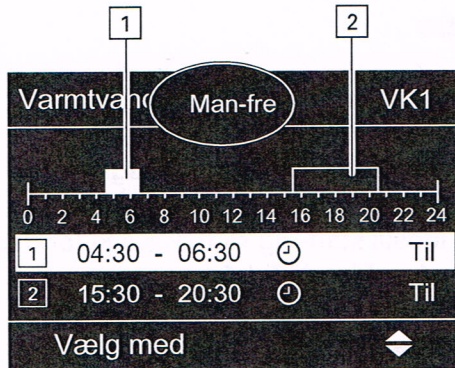 1 2
Varmtvand Man-fre VK1
0 2 4 6 8 10 12 14 16 18 20 22 24
1 04:30 - 06:30 Til
2 15:30 - 20:30 Til
Vælg med